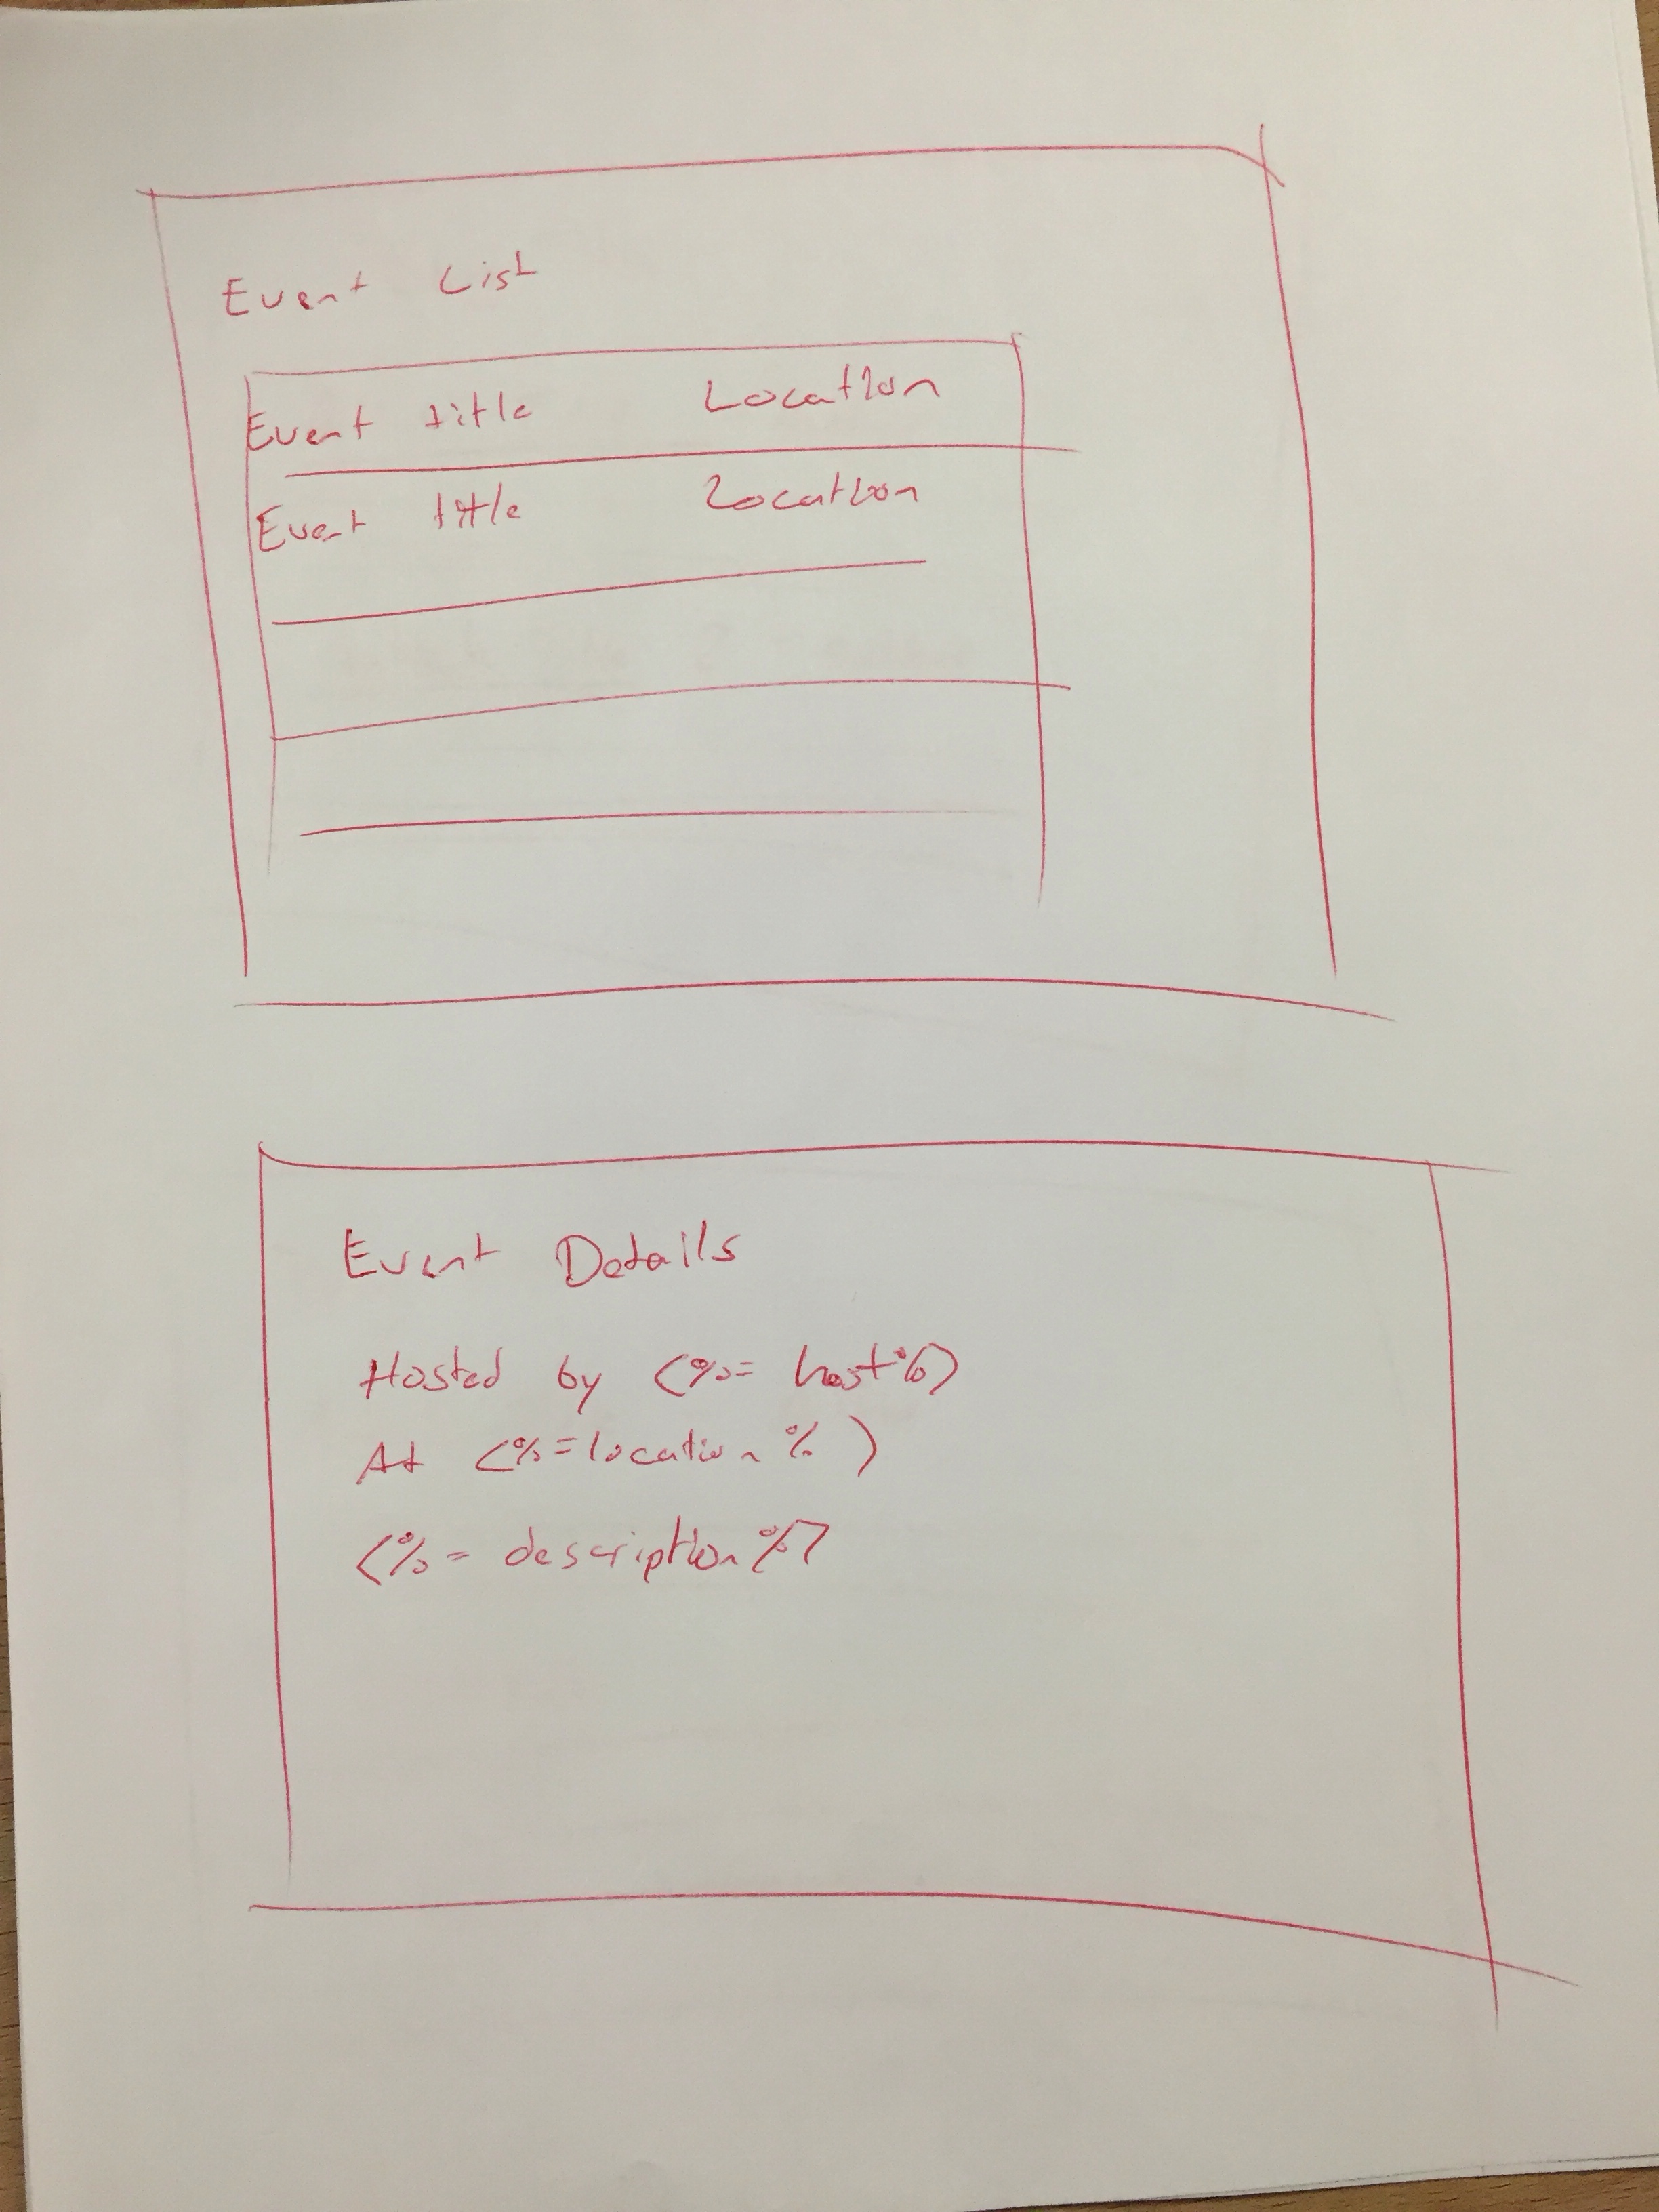 Event List
Event title Location
Event title Location
Event Details
Hosted by <%= host%>
At <%=location %>
<%= description %>